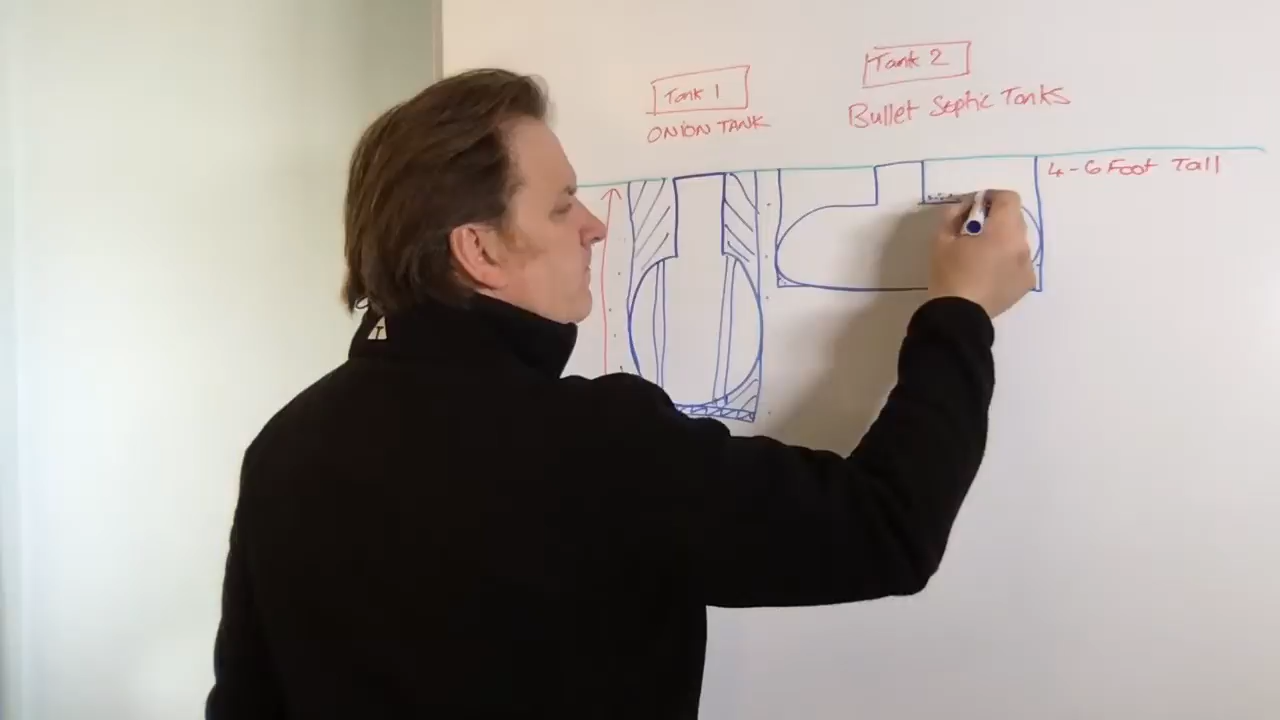 Tank 1
ONION TANK
Tank 2
Bullet Septic Tanks
4-6 Foot Tall
T